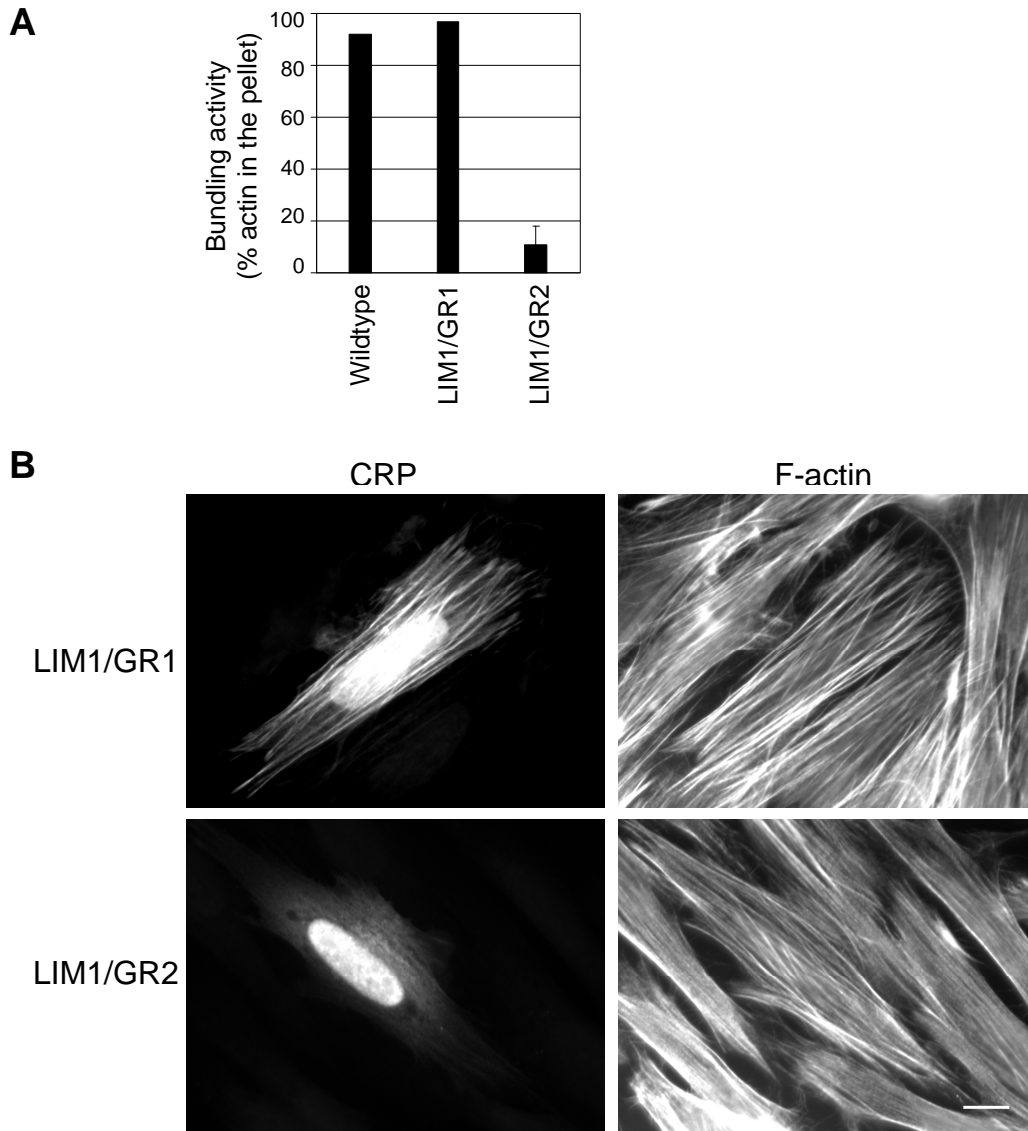 A
Bundling activity
(% actin in the pellet)
100
80
60
40
20
0
Wildtype
LIM1/GR1
LIM1/GR2
B
CRP
F-actin
LIM1/GR1
LIM1/GR2